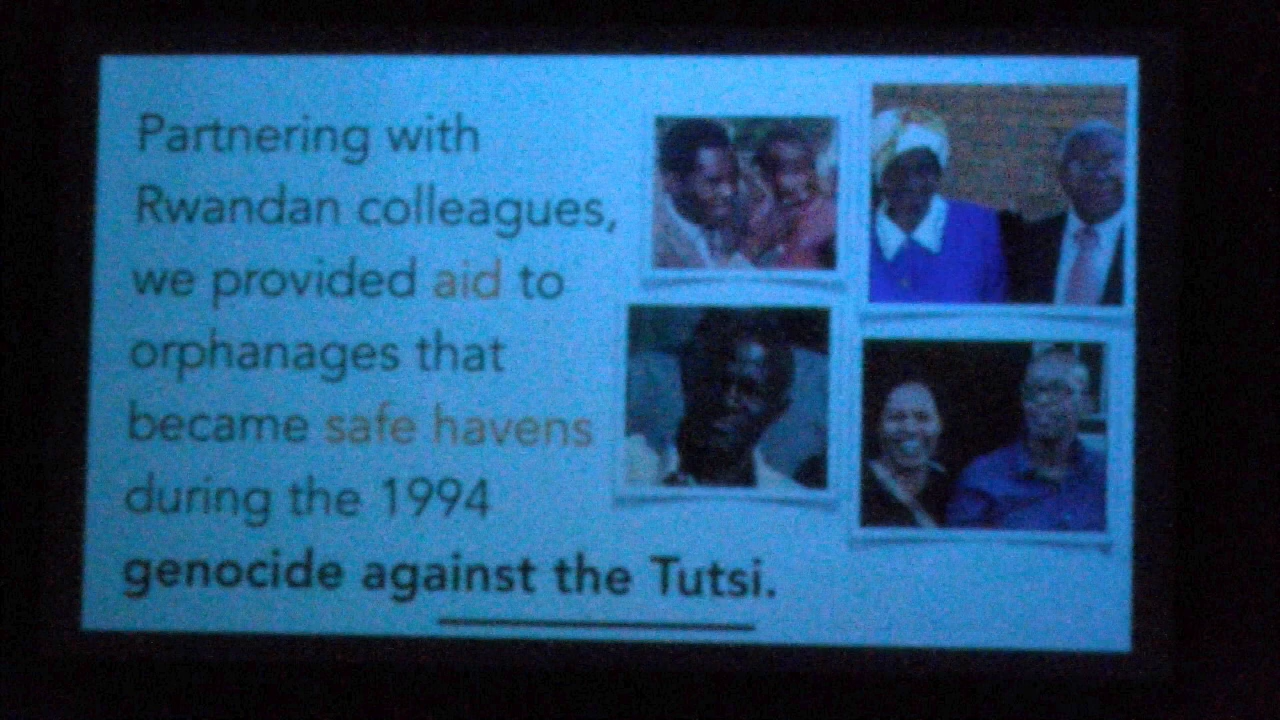 Partnering with
Rwandan colleagues,
we provided aid to
orphanages that
became safe havens
during the 1994
genocide against the Tutsi.